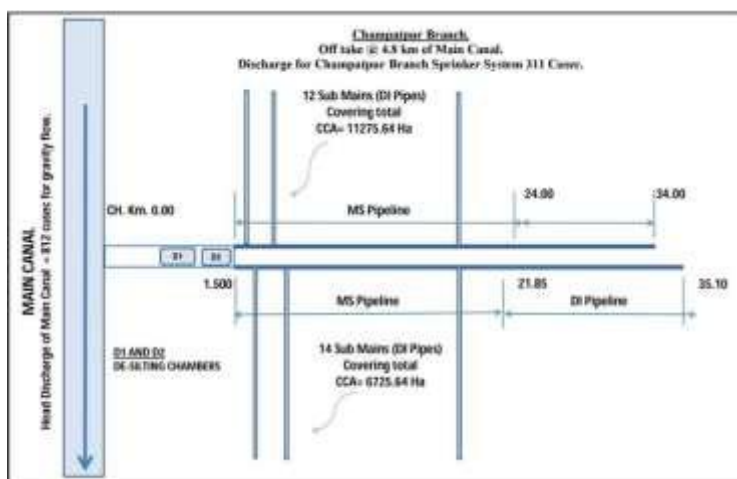 Champatpur Branch.
Off take @ 4.8 km of Main Canal.
Discharge for Champatpur Branch Sprinker System 311 Cusec.
12 Sub Mains (DI Pipes)
Covering total
CCA= 11275.64 Ha
MAIN CANAL
Head Discharge of Main Canal = 812 cusec for gravity flow.
CH. Km. 0.00
MS Pipeline
24.00
34.00
D1
D2
1.500
MS Pipeline
21.85
DI Pipeline
35.10
D1 AND D2
DE-SILTING CHAMBERS
14 Sub Mains (DI Pipes)
Covering total
CCA= 6725.64 Ha